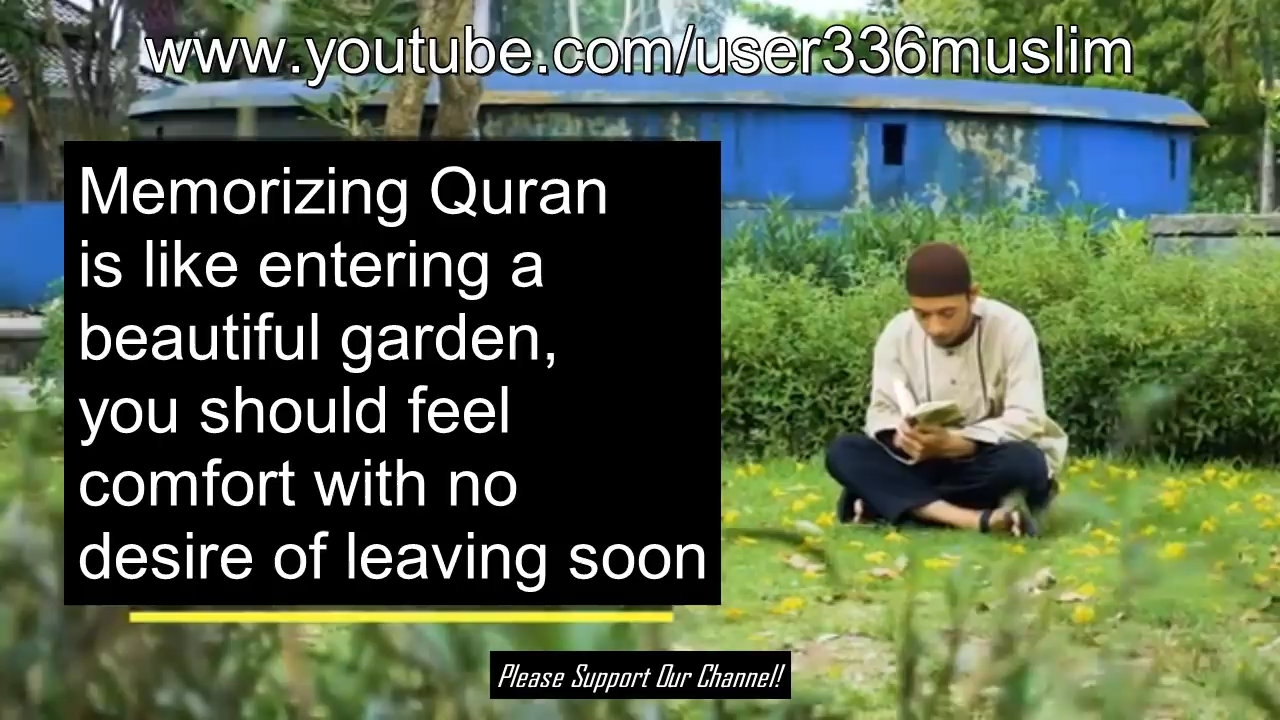 www.youtube.com/user336muslim
Memorizing Quran
is like entering a
beautiful garden,
you should feel
comfort with no
desire of leaving soon
Please Support Our Channel!